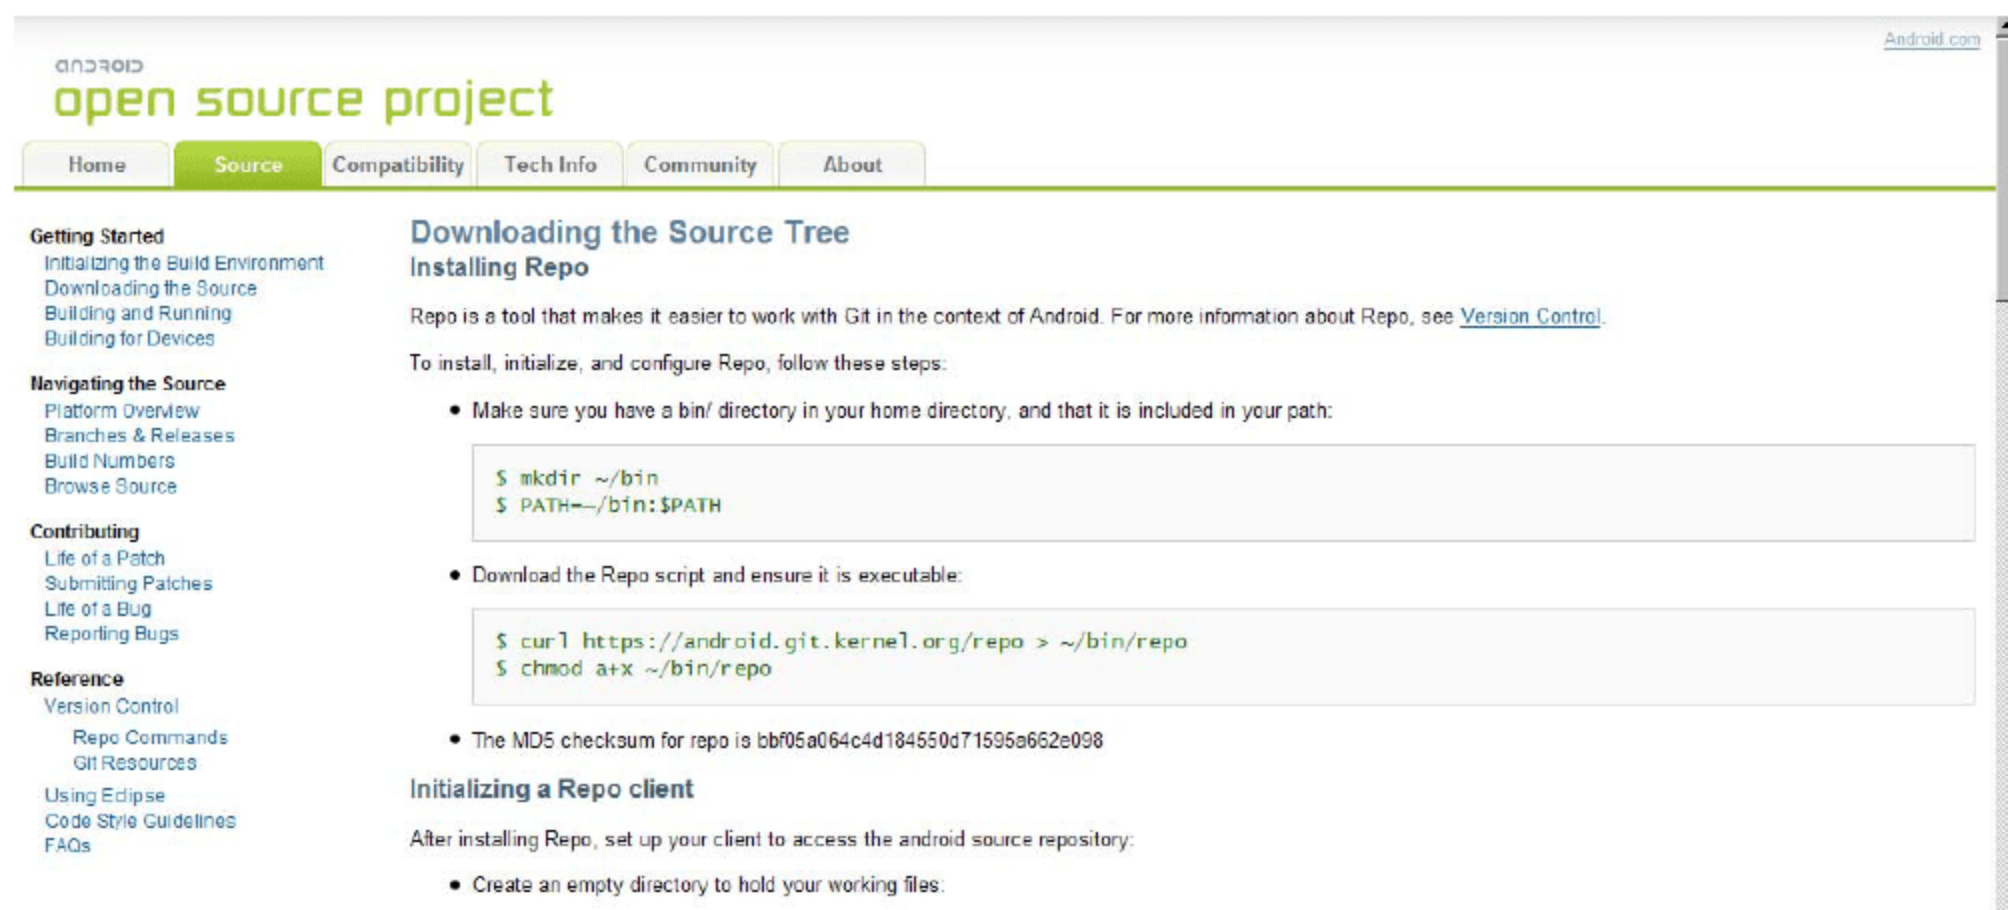 Android.com
android
open source project
Home Source Compatibility Tech Info Community About
Getting Started
Initializing the Build Environment
Downloading the Source
Building and Running
Building for Devices
Navigating the Source
Platform Overview
Branches & Releases
Build Numbers
Browse Source
Contributing
Life of a Patch
Submitting Patches
Life of a Bug
Reporting Bugs
Reference
Version Control
Repo Commands
Git Resources
Using Eclipse
Code Style Guidelines
FAQs
Downloading the Source Tree
Installing Repo
Repo is a tool that makes it easier to work with Git in the context of Android. For more information about Repo, see Version Control.
To install, initialize, and configure Repo, follow these steps:
• Make sure you have a bin/ directory in your home directory, and that it is included in your path:
$ mkdir ~/bin
$ PATH=~/bin:$PATH
• Download the Repo script and ensure it is executable:
$ curl https://android.git.kernel.org/repo > ~/bin/repo
$ chmod a+x ~/bin/repo
• The MD5 checksum for repo is bbf05a064c4d184550d71595a662e098
Initializing a Repo client
After installing Repo, set up your client to access the android source repository:
• Create an empty directory to hold your working files: